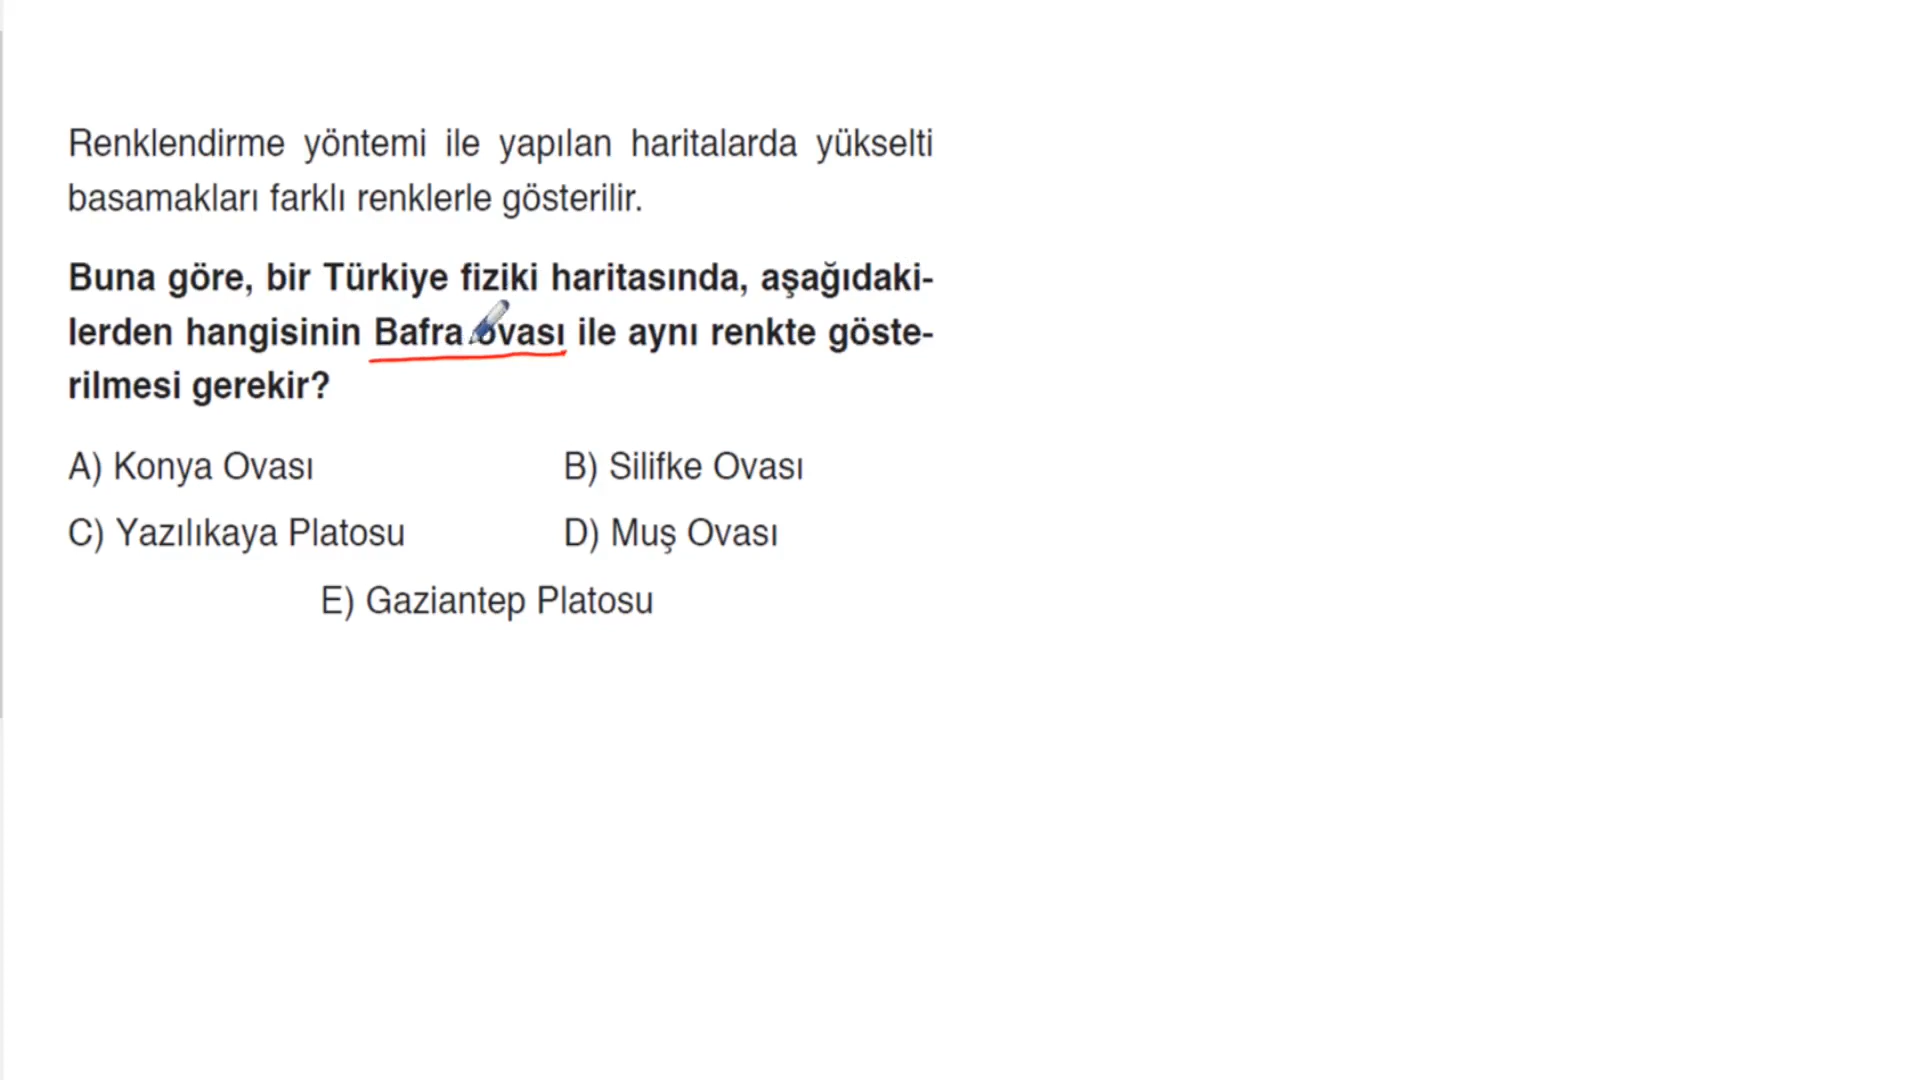 Renklendirme yöntemi ile yapılan haritalarda yükselti
basamakları farklı renklerle gösterilir.
Buna göre, bir Türkiye fiziki haritasında, aşağıdaki-
lerden hangisinin Bafra ovası ile aynı renkte göste-
rilmesi gerekir?
A) Konya Ovası B) Silifke Ovası
C) Yazılıkaya Platosu D) Muş Ovası
E) Gaziantep Platosu